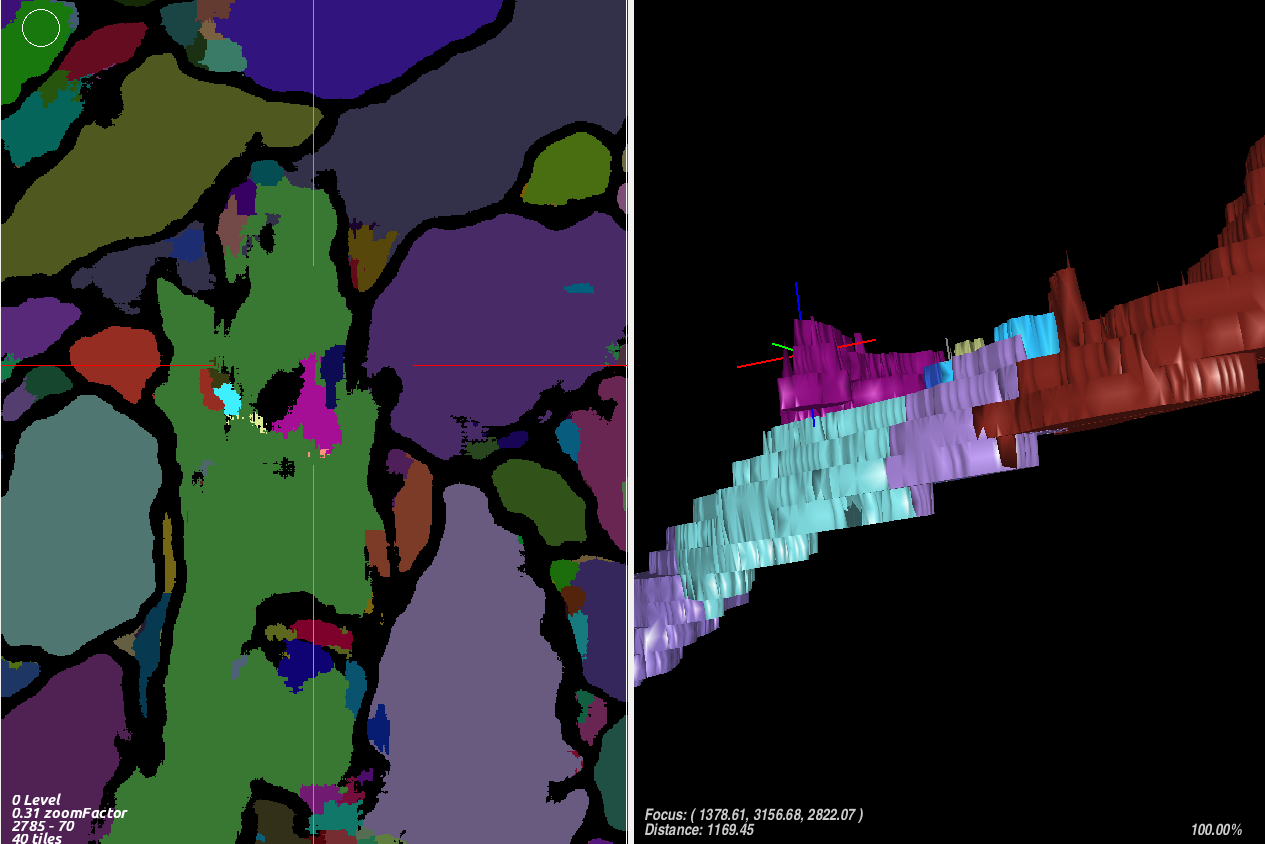 0 Level
0.31 zoomFactor
2785 - 70
40 tiles
Focus: ( 1378.61, 3156.68, 2822.07 )
Distance: 1169.45
100.00%